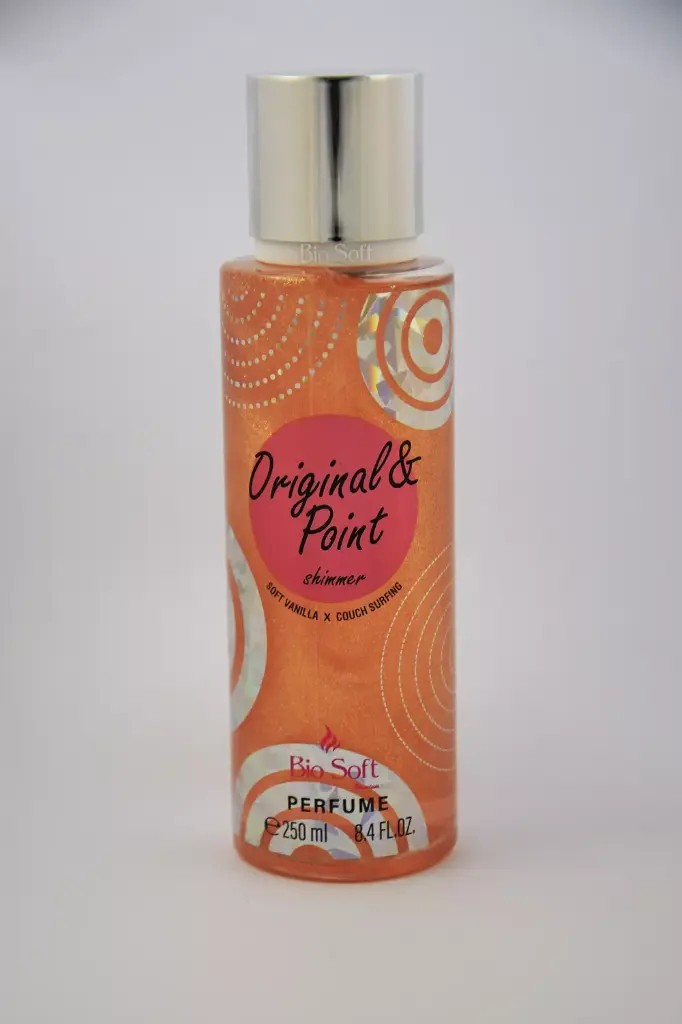 Bio Soft
Original &
Point
shimmer
SOFT VANILLA X COUCH SURFING
Bio Soft
PERFUME
℮ 250 ml 8.4 FL.OZ.